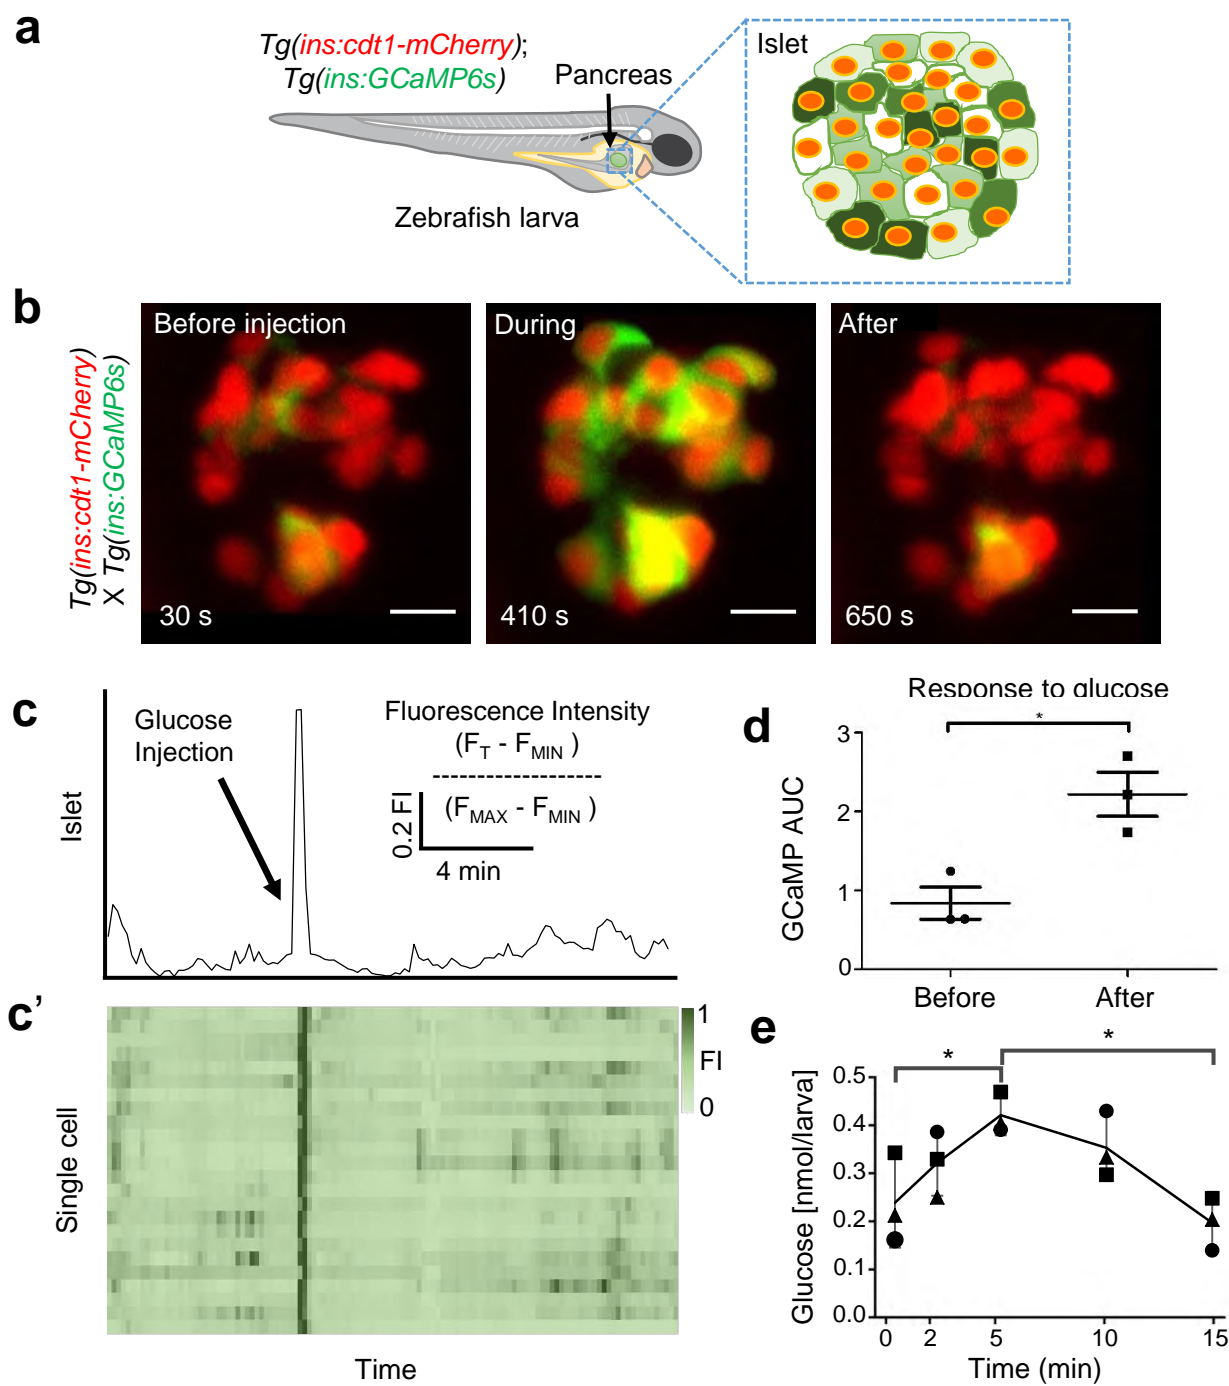 a
Tg(ins:cdt1-mCherry);
Tg(ins:GCaMP6s)
Pancreas
Zebrafish larva
Islet
b
Tg(ins:cdt1-mCherry)
X Tg(ins:GCaMP6s)
Before injection
30 s
During
410 s
After
650 s
c
Islet
Glucose
Injection
Fluorescence Intensity
(FT - FMIN )
--------------------
(FMAX - FMIN )
0.2 FI
4 min
d
Response to glucose
*
GCaMP AUC
3
2
1
0
Before
After
c’
Single cell
Time
1
FI
0
e
*
*
Glucose [nmol/larva]
0.5
0.4
0.3
0.2
0.1
0.0
0
2
5
10
15
Time (min)